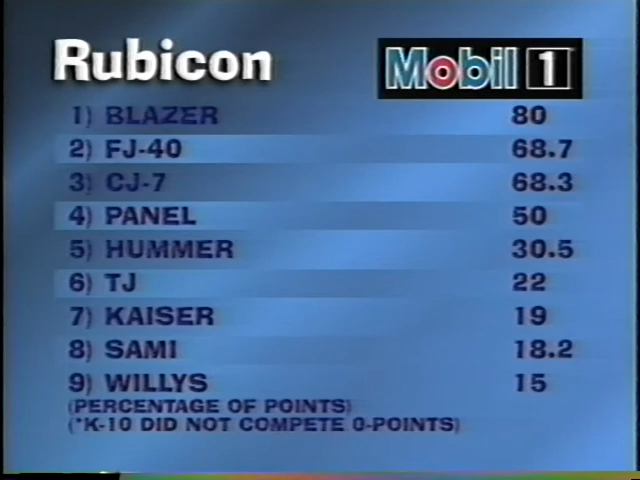 Rubicon
Mobil 1
1) BLAZER 80
2) FJ-40 68.7
3) CJ-7 68.3
4) PANEL 50
5) HUMMER 30.5
6) TJ 22
7) KAISER 19
8) SAMI 18.2
9) WILLYS 15
(PERCENTAGE OF POINTS)
(*K-10 DID NOT COMPETE 0-POINTS)